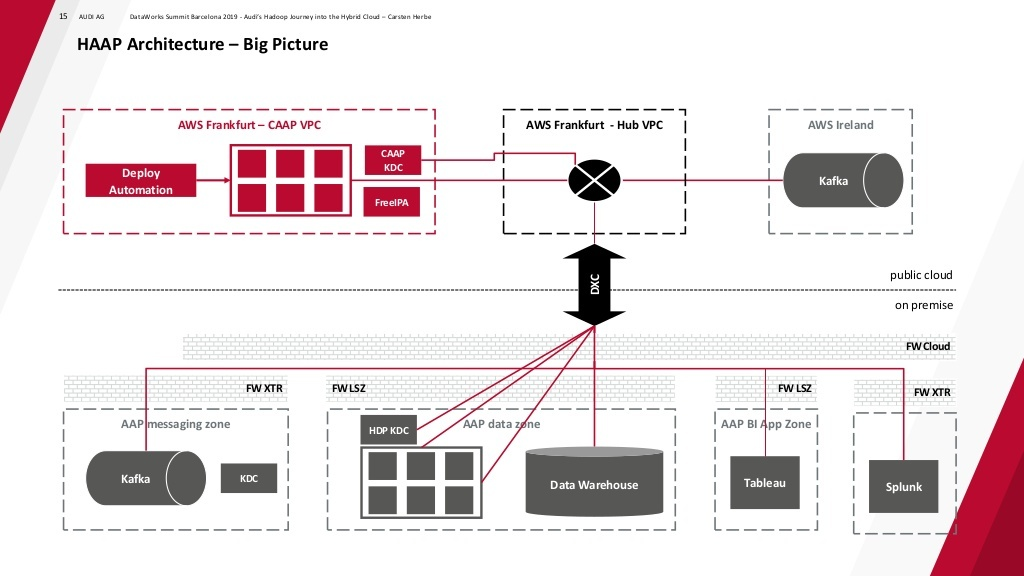 15 AUDI AG DataWorks Summit Barcelona 2019 - Audi's Hadoop Journey into the Hybrid Cloud – Carsten Herbe
HAAP Architecture – Big Picture
AWS Frankfurt – CAAP VPC
AWS Frankfurt - Hub VPC
AWS Ireland
Deploy
Automation
CAAP
KDC
FreeIPA
Kafka
DXC
public cloud
on premise
FW Cloud
FW XTR
FW LSZ
FW LSZ
FW XTR
AAP messaging zone
AAP data zone
AAP BI App Zone
HDP KDC
Kafka
KDC
Data Warehouse
Tableau
Splunk